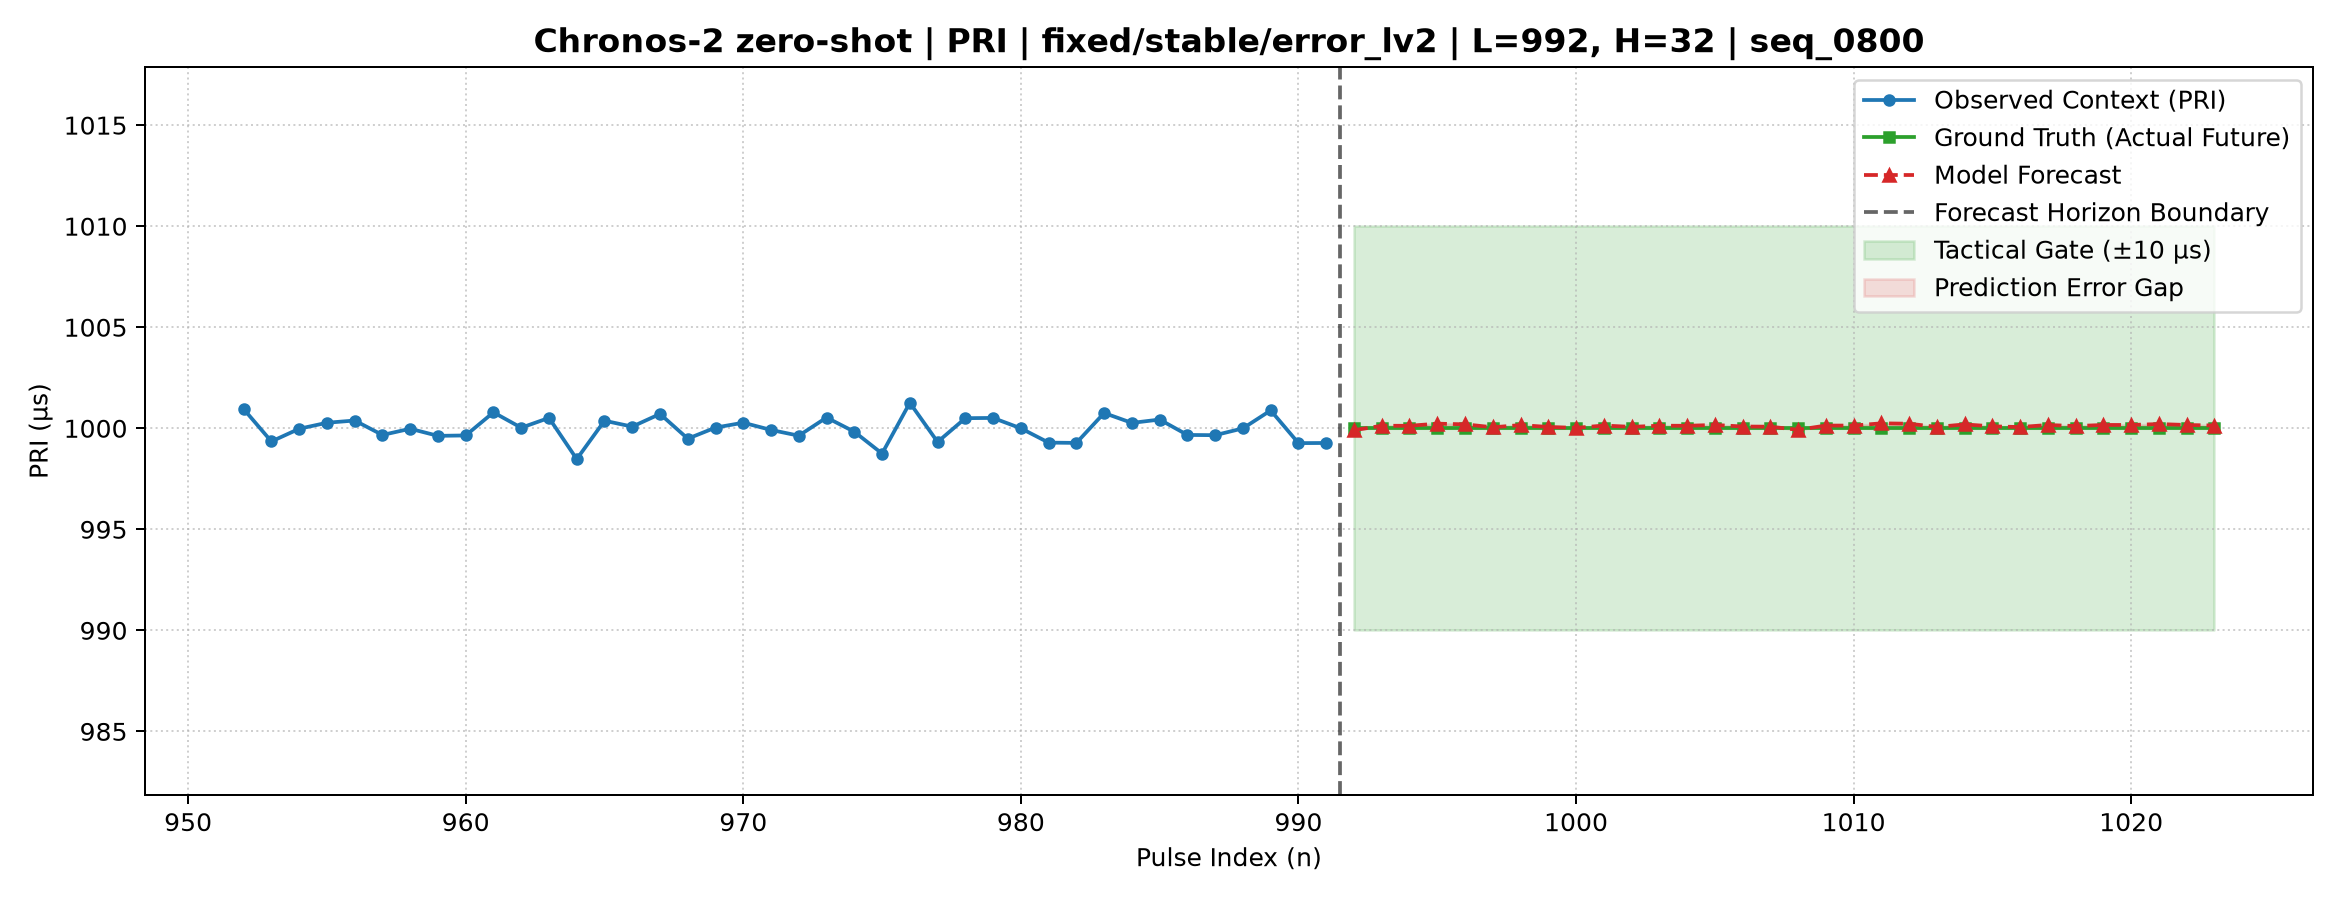 Chronos-2 zero-shot | PRI | fixed/stable/error_lv2 | L=992, H=32 | seq_0800
Observed Context (PRI)
Ground Truth (Actual Future)
Model Forecast
Forecast Horizon Boundary
Tactical Gate (±10 µs)
Prediction Error Gap
PRI (µs)
1015
1010
1005
1000
995
990
985
950
960
970
980
990
1000
1010
1020
Pulse Index (n)